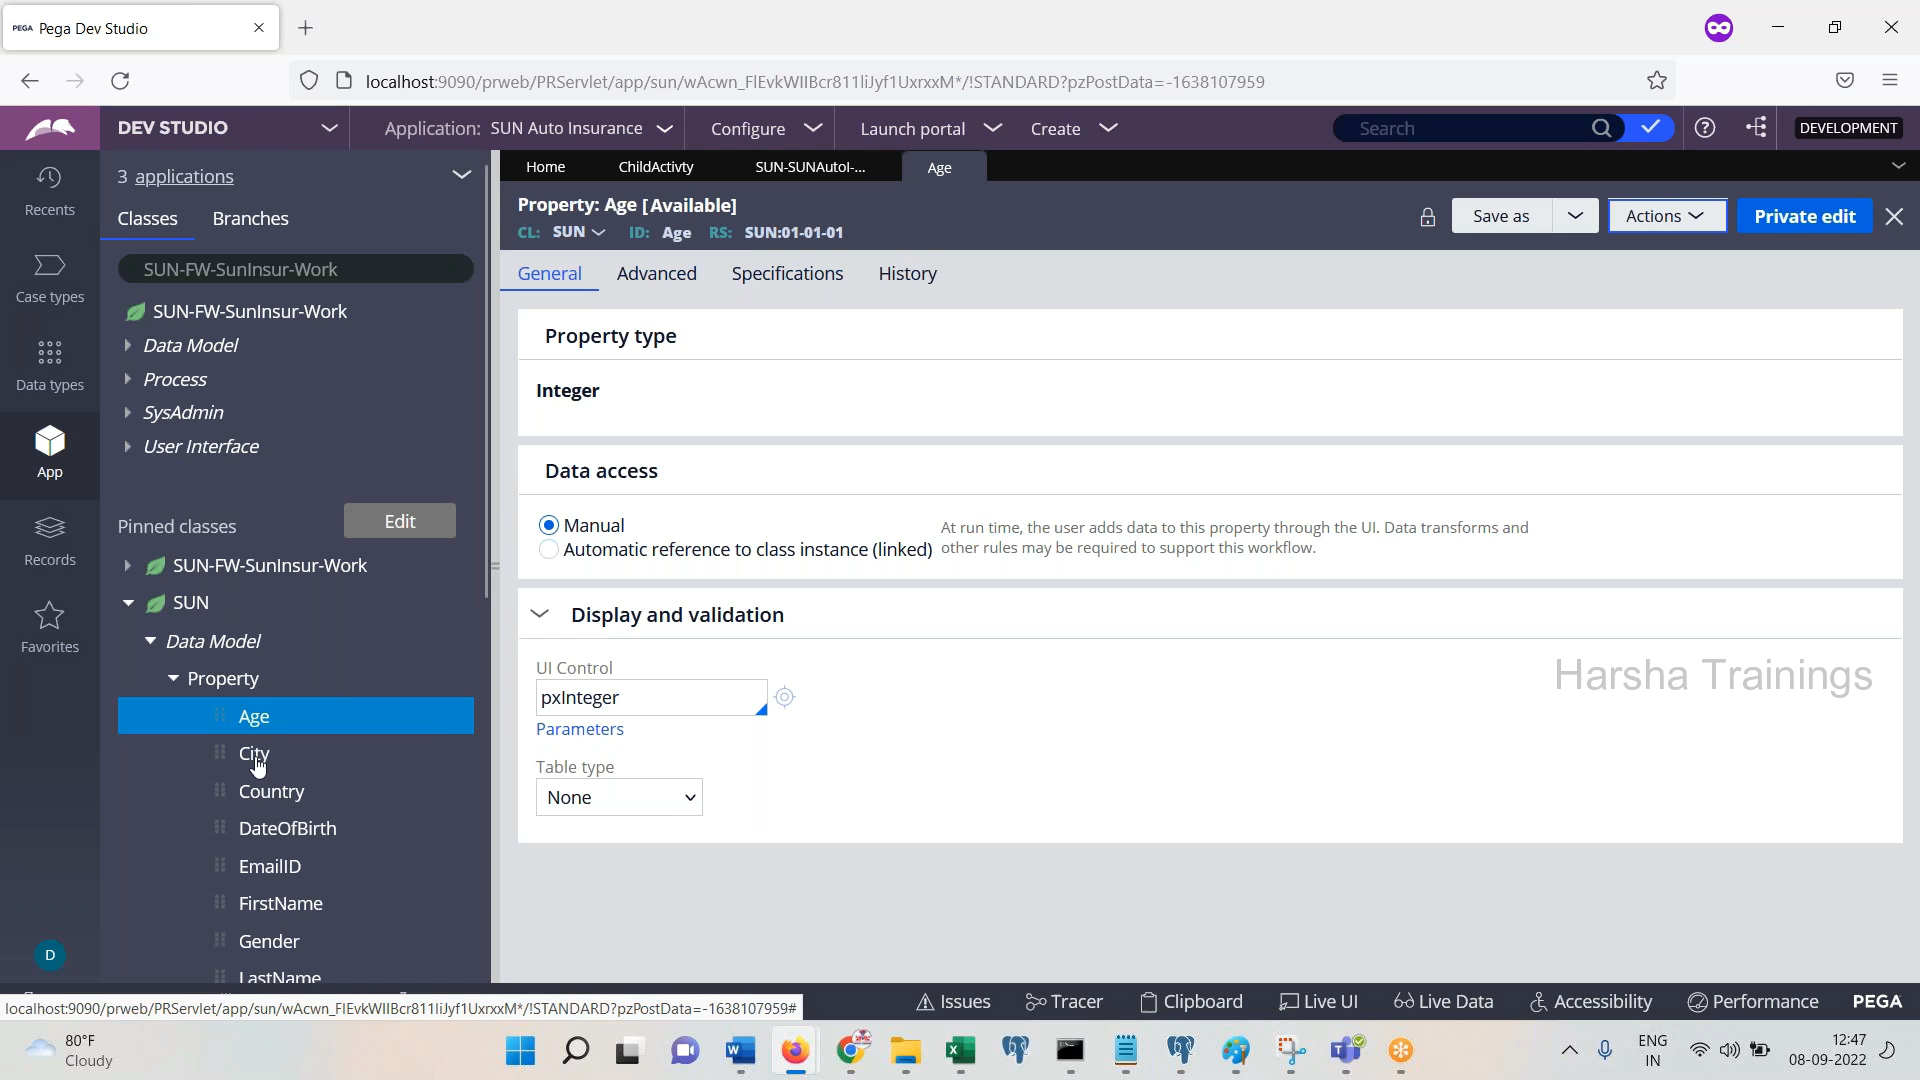 PEGA Pega Dev Studio
localhost:9090/prweb/PRServlet/app/sun/wAcwn_FlEvkWIIBcr811liJyf1UxrxxM*/!STANDARD?pzPostData=-1638107959
DEV STUDIO
Application: SUN Auto Insurance
Configure
Launch portal
Create
Search
DEVELOPMENT
Recents
Case types
Data types
App
Records
Favorites
D
3 applications
Classes
Branches
SUN-FW-SunInsur-Work
SUN-FW-SunInsur-Work
Data Model
Process
SysAdmin
User Interface
Pinned classes
Edit
SUN-FW-SunInsur-Work
SUN
Data Model
Property
Age
City
Country
DateOfBirth
EmailID
FirstName
Gender
LastName
Home
ChildActivty
SUN-SUNAutoI-...
Age
Property: Age [Available]
CL: SUN ID: Age RS: SUN:01-01-01
Save as
Actions
Private edit
General
Advanced
Specifications
History
Property type
Integer
Data access
Manual
Automatic reference to class instance (linked)
At run time, the user adds data to this property through the UI. Data transforms and
other rules may be required to support this workflow.
Display and validation
UI Control
pxInteger
Parameters
Table type
None
Harsha Trainings
localhost:9090/prweb/PRServlet/app/sun/wAcwn_FlEvkWIIBcr811liJyf1UxrxxM*/!STANDARD?pzPostData=-1638107959#
Issues
Tracer
Clipboard
Live UI
Live Data
Accessibility
Performance
PEGA
80°F
Cloudy
ENG
IN
12:47
08-09-2022